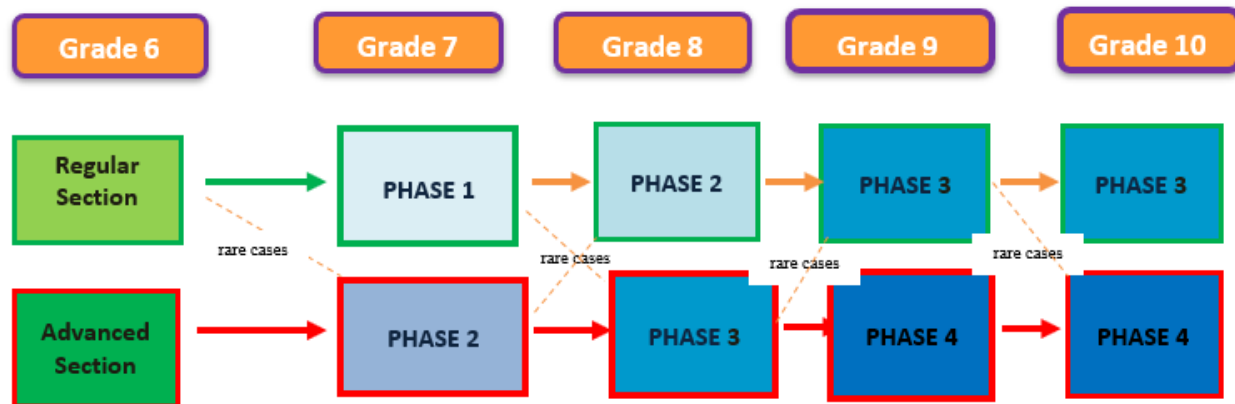 Grade 6
Grade 7
Grade 8
Grade 9
Grade 10
Regular
Section
PHASE 1
PHASE 2
PHASE 3
PHASE 3
rare cases
rare cases
rare cases
rare cases
Advanced
Section
PHASE 2
PHASE 3
PHASE 4
PHASE 4